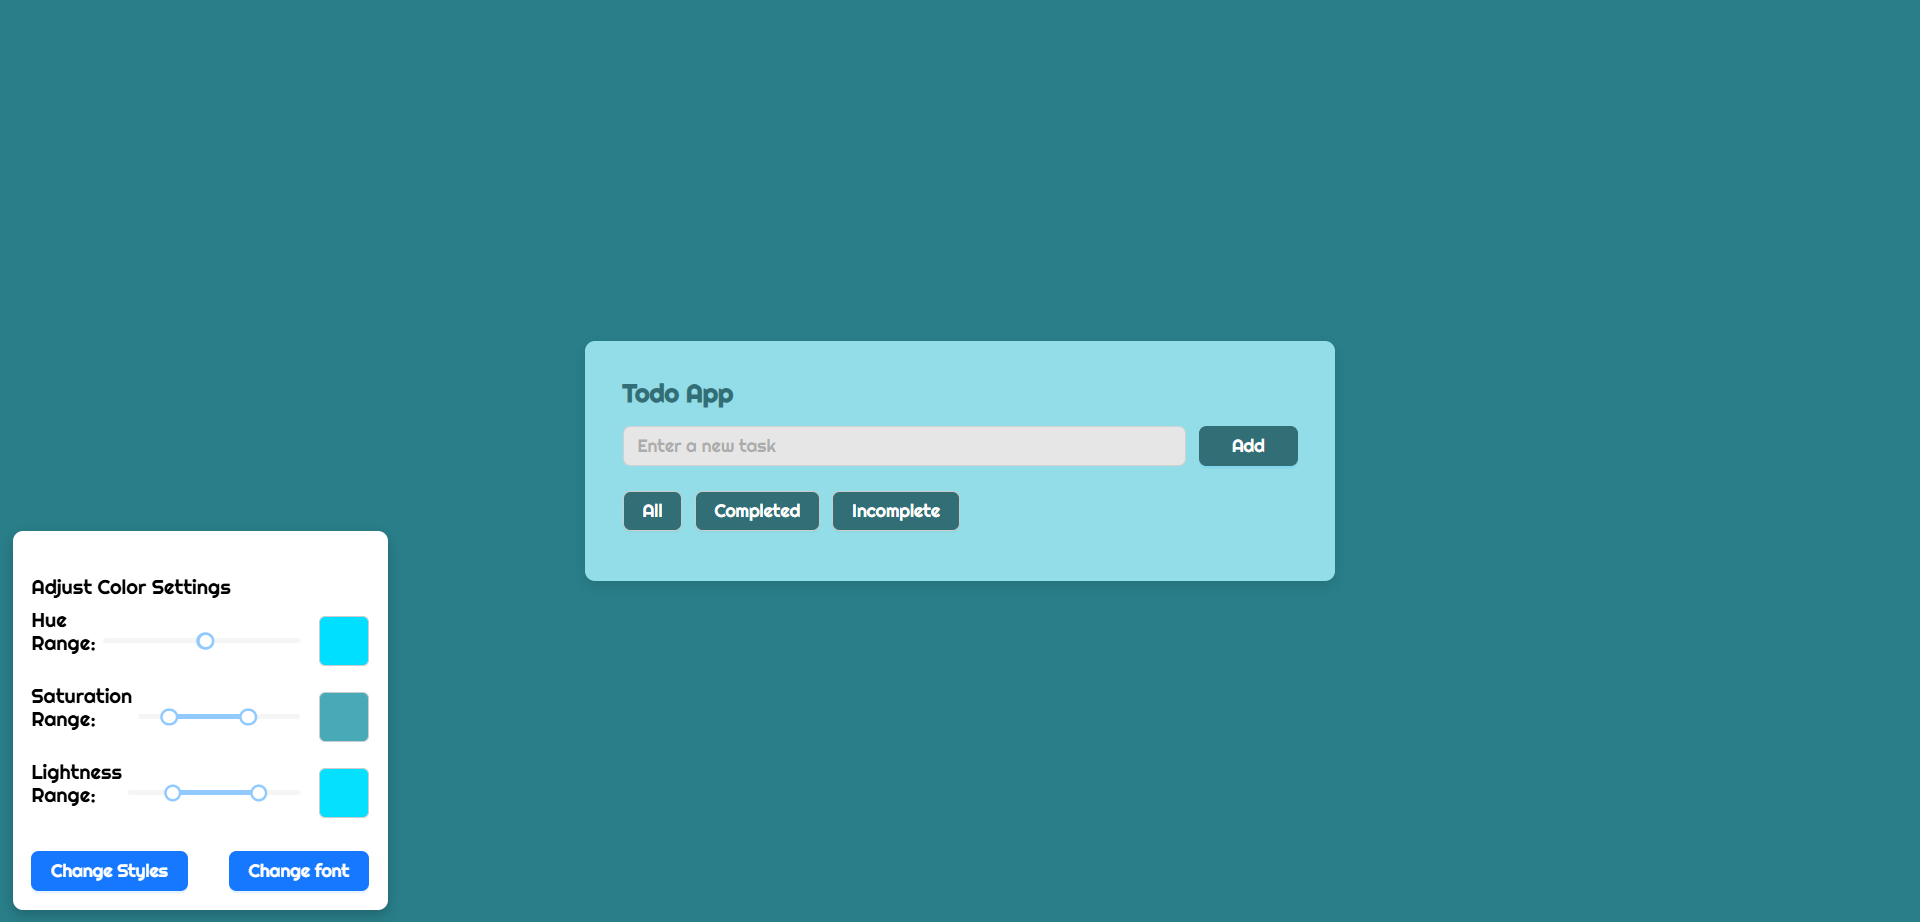 Todo App
Enter a new task
Add
All
Completed
Incomplete
Adjust Color Settings
Hue
Range:
Saturation
Range:
Lightness
Range:
Change Styles
Change font